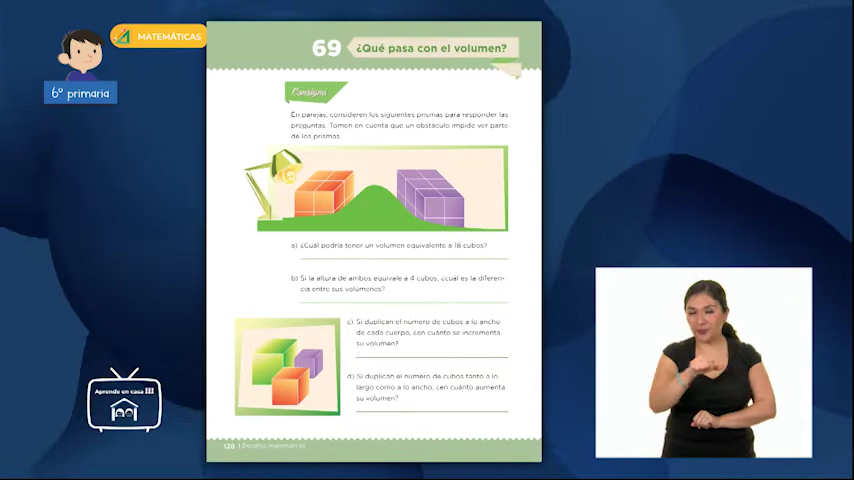 MATEMÁTICAS
6° primaria
69 ¿Qué pasa con el volumen?
Consigna
En parejas, consideren los siguientes prismas para responder las
preguntas. Tomen en cuenta que un obstáculo impide ver parte
de los prismas.
a) ¿Cuál podría tener un volumen equivalente a 18 cubos?
b) Si la altura de ambos equivale a 4 cubos, ¿cuál es la diferen-
cia entre sus volúmenes?
c) Si duplican el número de cubos a lo ancho
de cada cuerpo, ¿en cuánto se incrementa
su volumen?
d) Si duplican el número de cubos tanto a lo
largo como a lo ancho, ¿en cuánto aumenta
su volumen?
128 | Desafíos matemáticos
Aprende en casa III